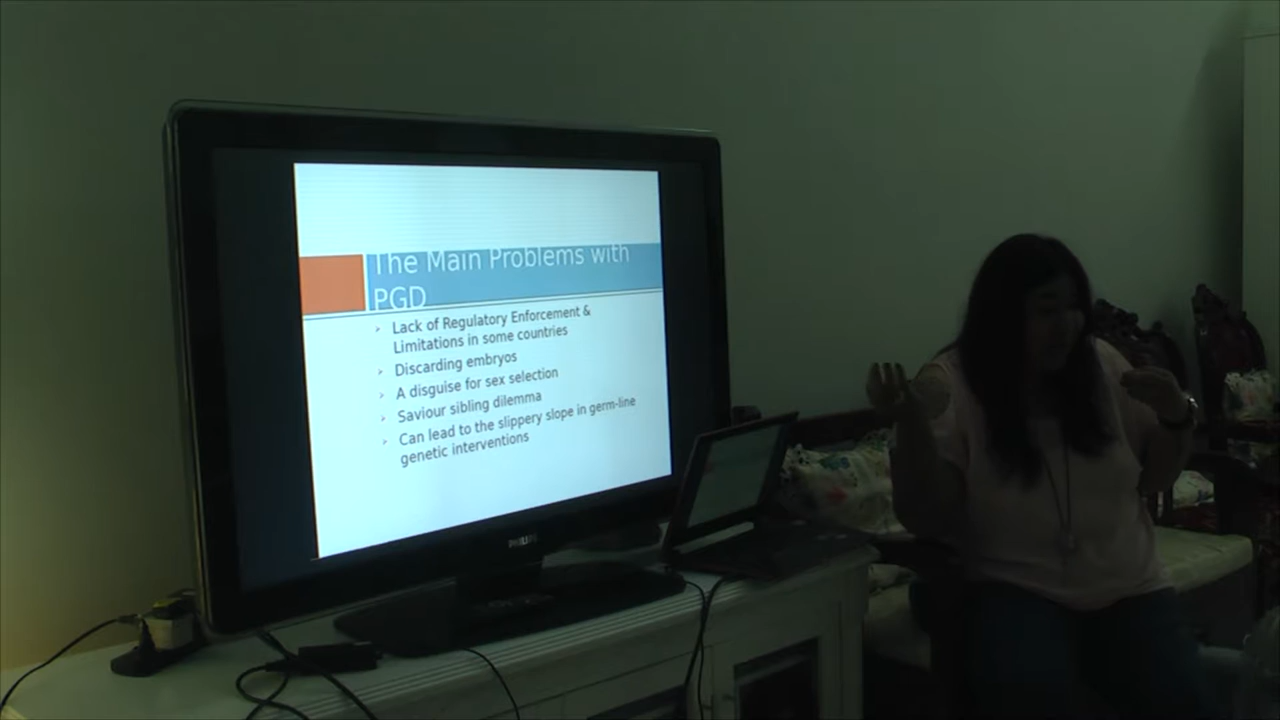 The Main Problems with
PGD
Lack of Regulatory Enforcement &
Limitations in some countries
Discarding embryos
A disguise for sex selection
Saviour sibling dilemma
Can lead to the slippery slope in germ-line
genetic interventions
PHILIPS